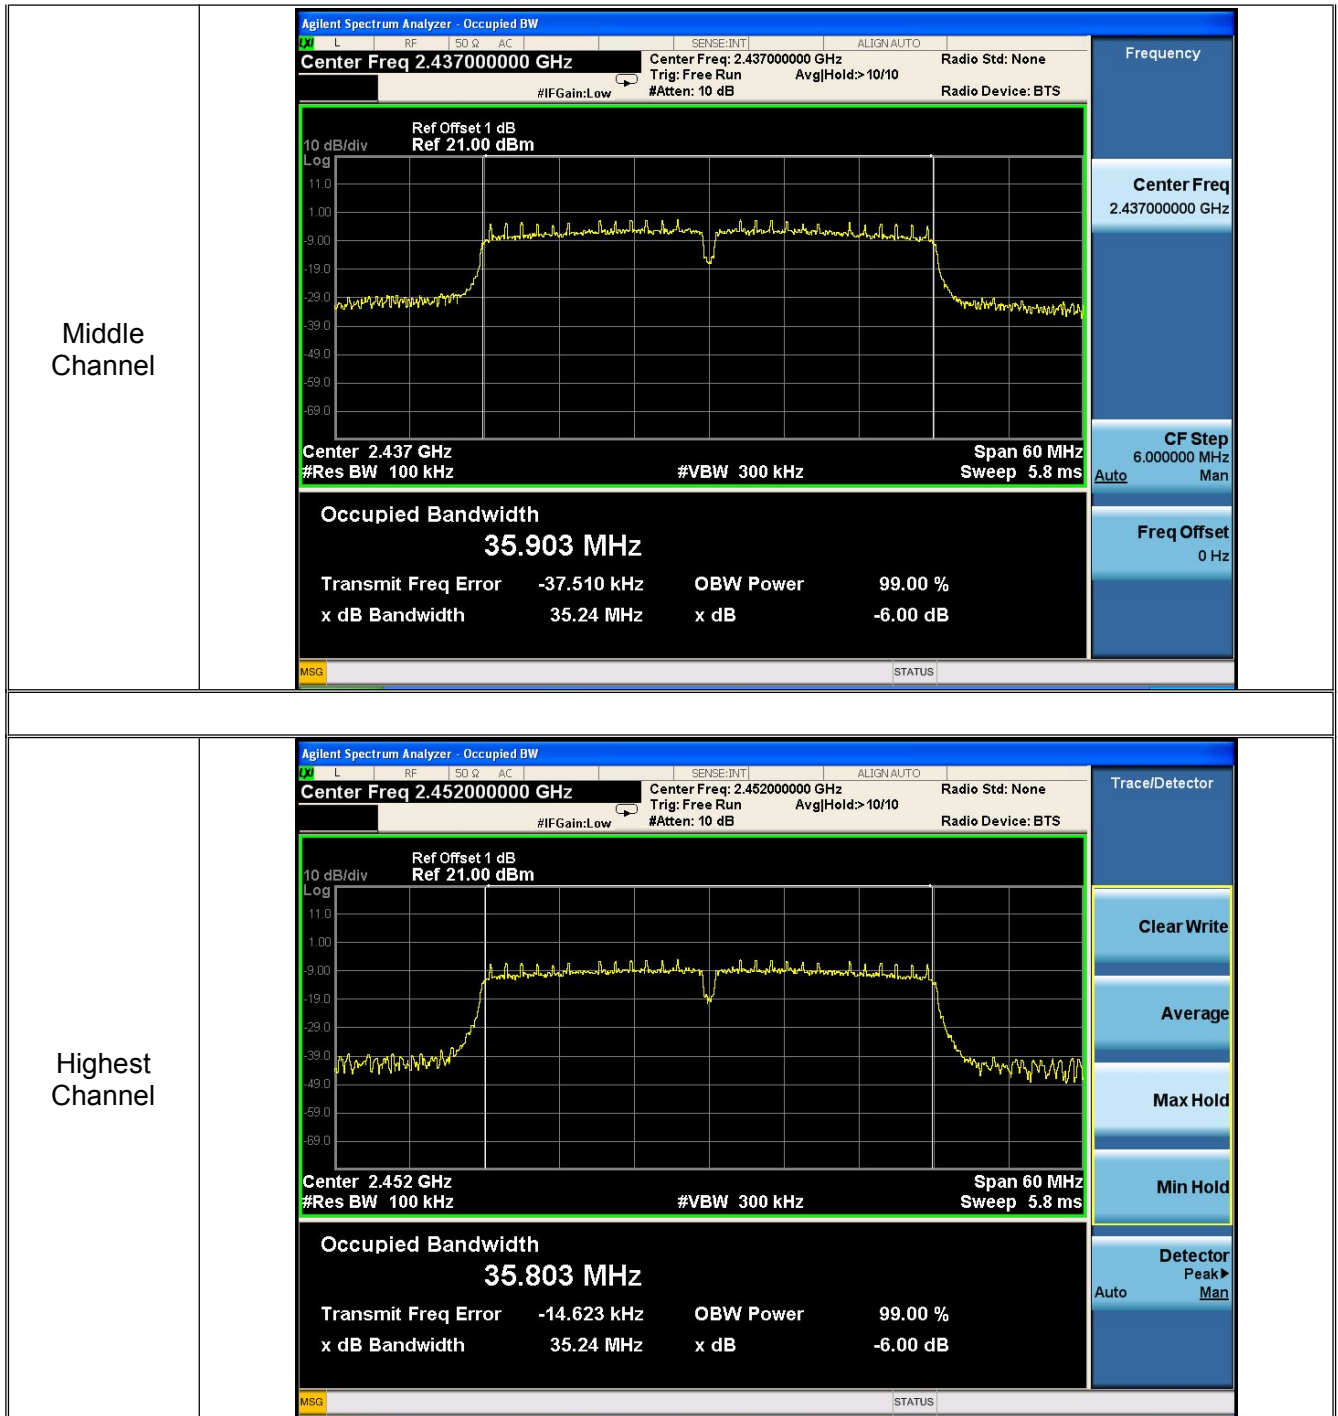 Middle
Channel
Agilent Spectrum Analyzer - Occupied BW
LXI L RF 50 Ω AC SENSE:INT ALIGN AUTO
Center Freq 2.437000000 GHz
Center Freq: 2.437000000 GHz
Radio Std: None
Trig: Free Run Avg|Hold:>10/10
#IFGain:Low
#Atten: 10 dB
Radio Device: BTS
Ref Offset 1 dB
10 dB/div Ref 21.00 dBm
Log
11.0
1.00
-9.00
-19.0
-29.0
-39.0
-49.0
-59.0
-69.0
Center 2.437 GHz Span 60 MHz
#Res BW 100 kHz #VBW 300 kHz Sweep 5.8 ms
Occupied Bandwidth
35.903 MHz
Transmit Freq Error -37.510 kHz OBW Power 99.00 %
x dB Bandwidth 35.24 MHz x dB -6.00 dB
MSG STATUS
Frequency
Center Freq
2.437000000 GHz
CF Step
6.000000 MHz
Auto Man
Freq Offset
0 Hz
Highest
Channel
Agilent Spectrum Analyzer - Occupied BW
LXI L RF 50 Ω AC SENSE:INT ALIGN AUTO
Center Freq 2.452000000 GHz
Center Freq: 2.452000000 GHz
Radio Std: None
Trig: Free Run Avg|Hold:>10/10
#IFGain:Low
#Atten: 10 dB
Radio Device: BTS
Ref Offset 1 dB
10 dB/div Ref 21.00 dBm
Log
11.0
1.00
-9.00
-19.0
-29.0
-39.0
-49.0
-59.0
-69.0
Center 2.452 GHz Span 60 MHz
#Res BW 100 kHz #VBW 300 kHz Sweep 5.8 ms
Occupied Bandwidth
35.803 MHz
Transmit Freq Error -14.623 kHz OBW Power 99.00 %
x dB Bandwidth 35.24 MHz x dB -6.00 dB
MSG STATUS
Trace/Detector
Clear Write
Average
Max Hold
Min Hold
Detector
Peak▶
Auto Man